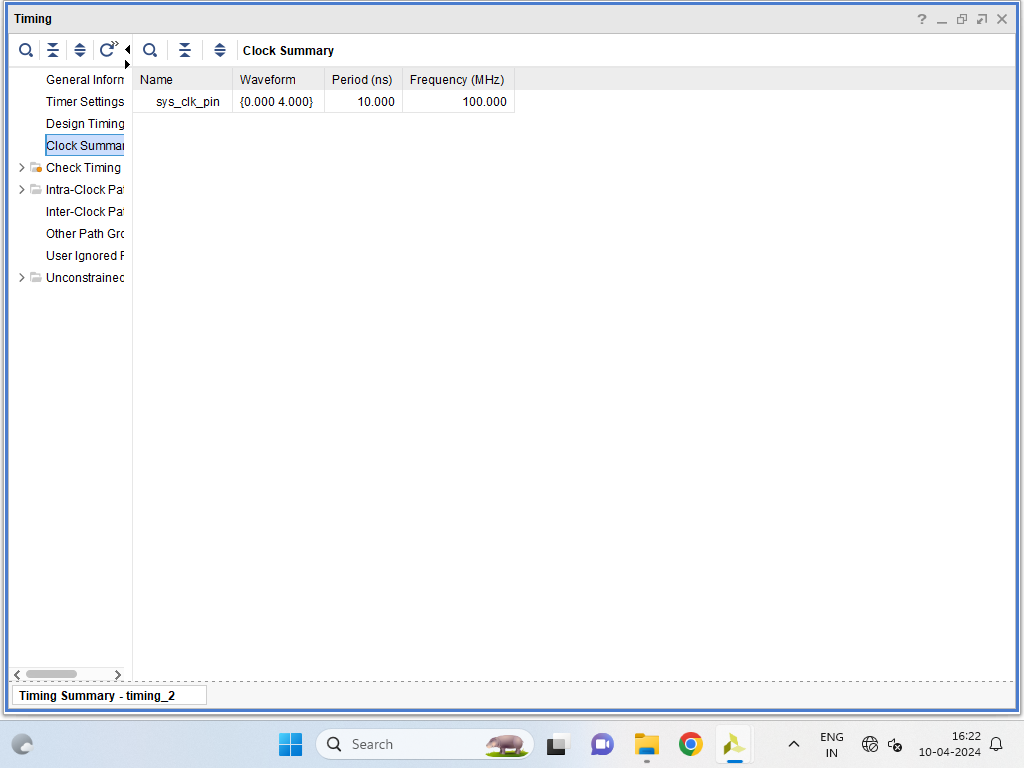 Timing
Clock Summary
General Inform
Timer Settings
Design Timing
Clock Summar
Check Timing
Intra-Clock Pat
Inter-Clock Pat
Other Path Gro
User Ignored P
Unconstrained
Name Waveform Period (ns) Frequency (MHz)
sys_clk_pin {0.000 4.000} 10.000 100.000
Timing Summary - timing_2
Search
ENG
IN
16:22
10-04-2024